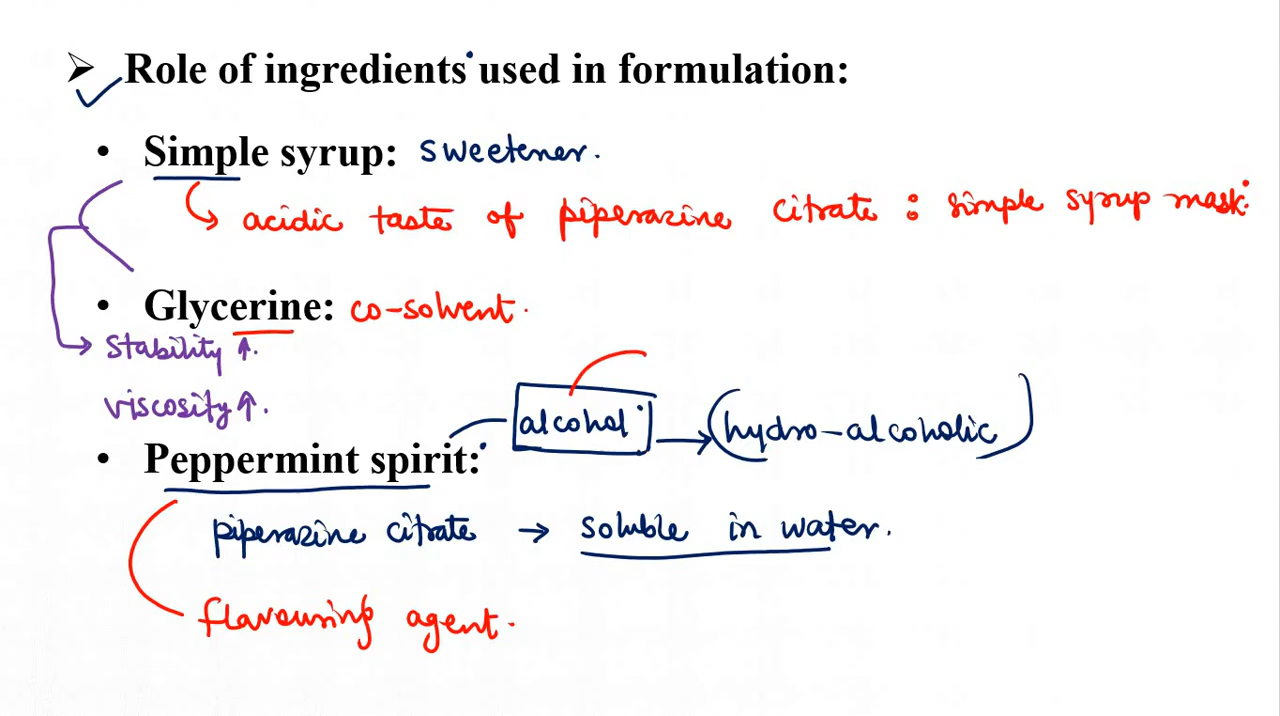 ➤ Role of ingredients used in formulation:
• Simple syrup: sweetener.
↳ acidic taste of piperazine citrate : simple syrup mask.
• Glycerine: co-solvent.
→ stability ↑.
viscosity ↑.
alcohol → (hydro-alcoholic)
• Peppermint spirit:
piperazine citrate → soluble in water.
flavouring agent.